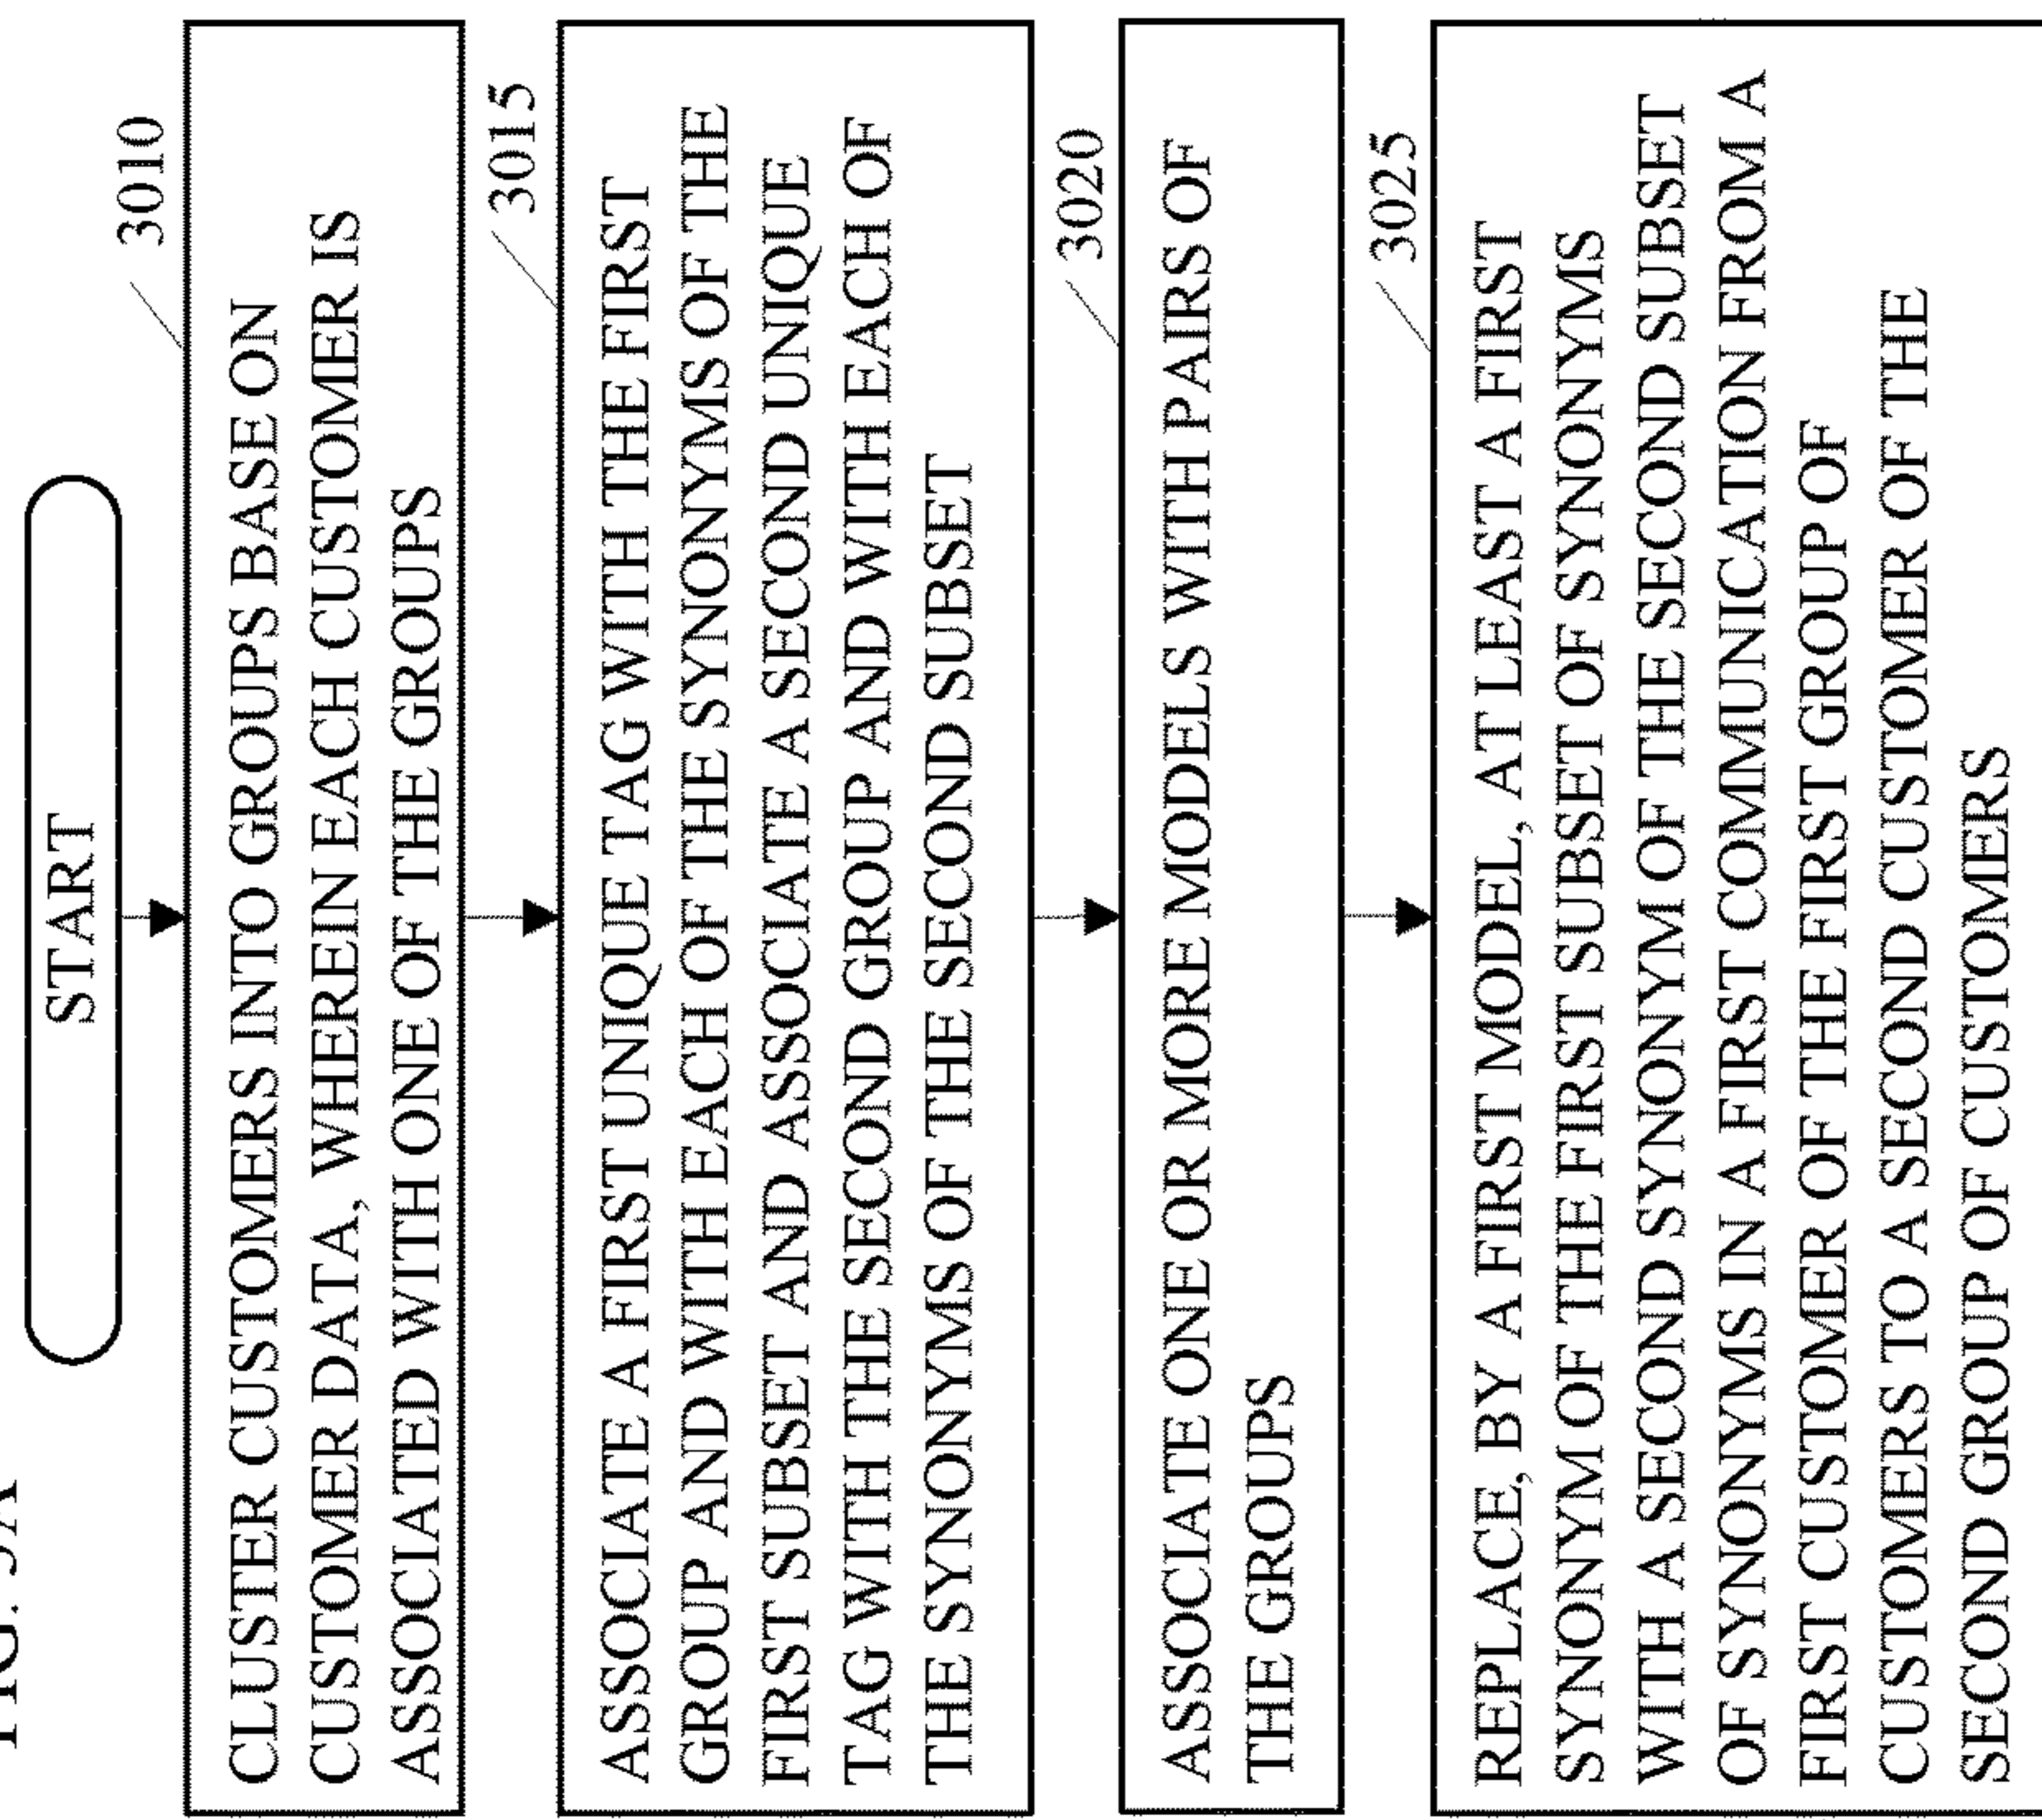 START
3010
CLUSTER CUSTOMERS INTO GROUPS BASE ON
CUSTOMER DATA, WHEREIN EACH CUSTOMER IS
ASSOCIATED WITH ONE OF THE GROUPS
3015
ASSOCIATE A FIRST UNIQUE TAG WITH THE FIRST
GROUP AND WITH EACH OF THE SYNONYMS OF THE
FIRST SUBSET AND ASSOCIATE A SECOND UNIQUE
TAG WITH THE SECOND GROUP AND WITH EACH OF
THE SYNONYMS OF THE SECOND SUBSET
3020
ASSOCIATE ONE OR MORE MODELS WITH PAIRS OF
THE GROUPS
3025
REPLACE, BY A FIRST MODEL, AT LEAST A FIRST
SYNONYM OF THE FIRST SUBSET OF SYNONYMS
WITH A SECOND SYNONYM OF THE SECOND SUBSET
OF SYNONYMS IN A FIRST COMMUNICATION FROM A
FIRST CUSTOMER OF THE FIRST GROUP OF
CUSTOMERS TO A SECOND CUSTOMER OF THE
SECOND GROUP OF CUSTOMERS